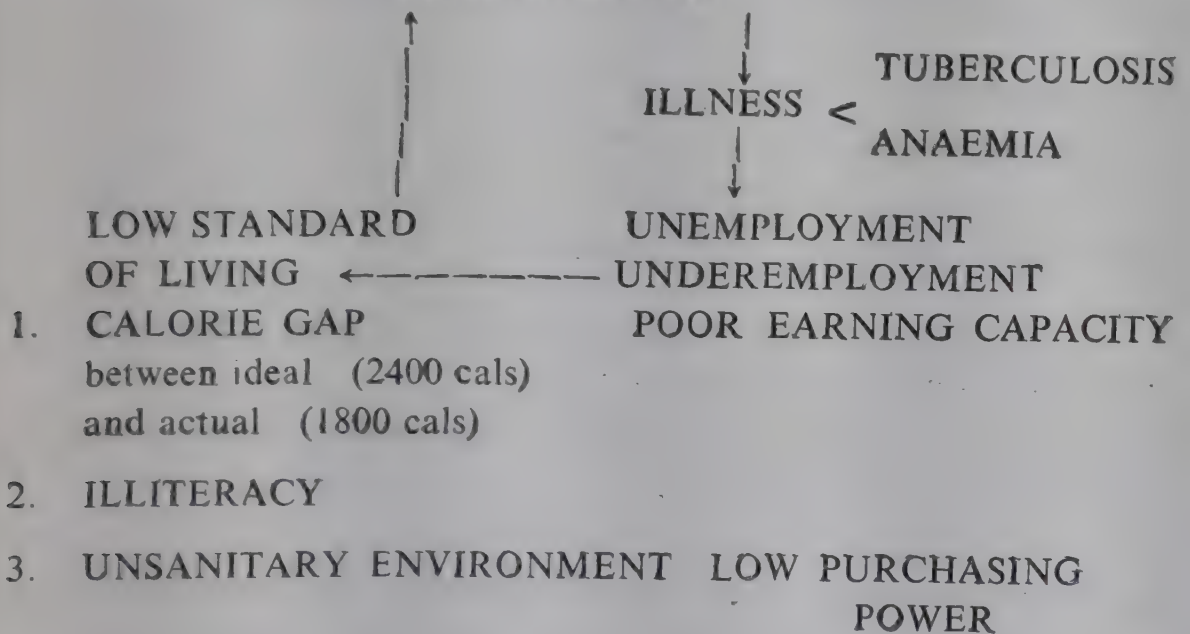 TUBERCULOSIS
ILLNESS <
ANAEMIA
LOW STANDARD UNEMPLOYMENT
OF LIVING UNDEREMPLOYMENT
1. CALORIE GAP POOR EARNING CAPACITY
between ideal (2400 cals)
and actual (1800 cals)
2. ILLITERACY
3. UNSANITARY ENVIRONMENT LOW PURCHASING
POWER